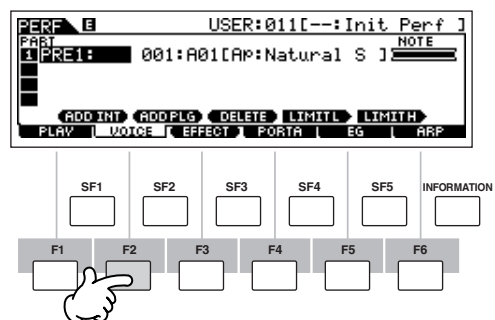 PERF E USER:011[--:Init Perf ]
PART NOTE
1 PRE1: 001:A01[AP:Natural S ]
ADD INT ADD PLG DELETE LIMITL LIMITH
PLAY VOICE EFFECT PORTA EG ARP
SF1 SF2 SF3 SF4 SF5 INFORMATION
F1 F2 F3 F4 F5 F6